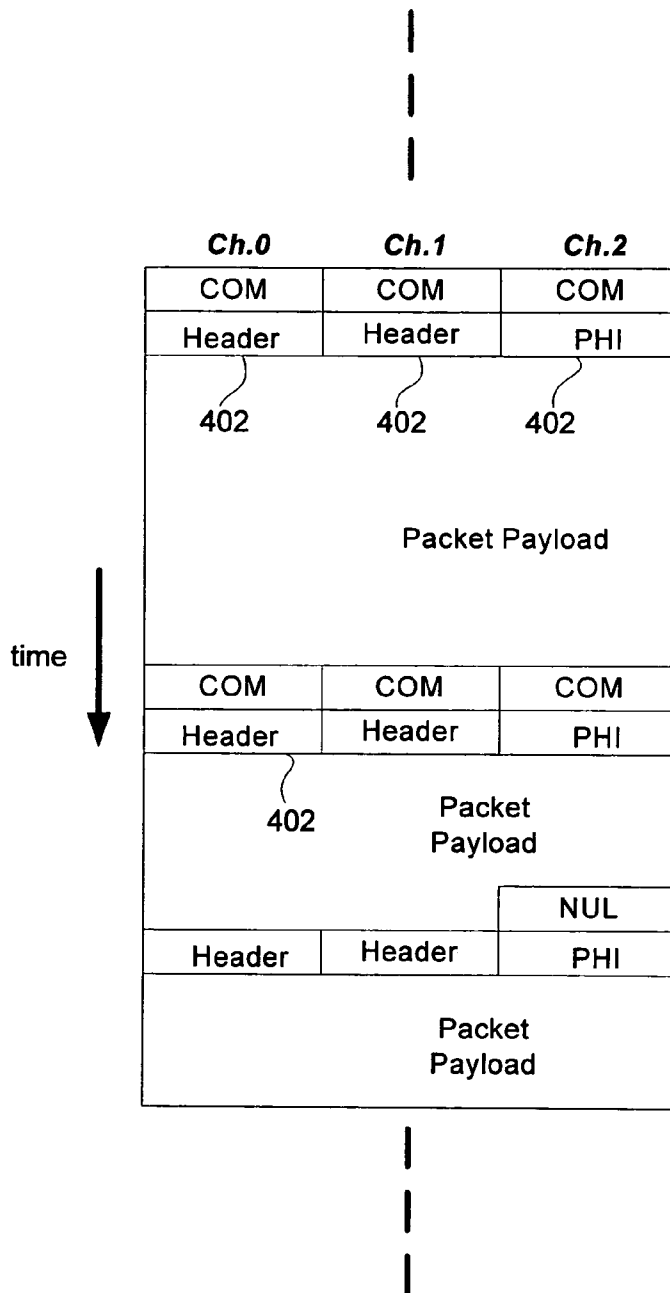 Ch.0 Ch.1 Ch.2
COM COM COM
Header Header PHI
402 402 402
Packet Payload
time
COM COM COM
Header Header PHI
402
Packet
Payload
NUL
Header Header PHI
Packet
Payload